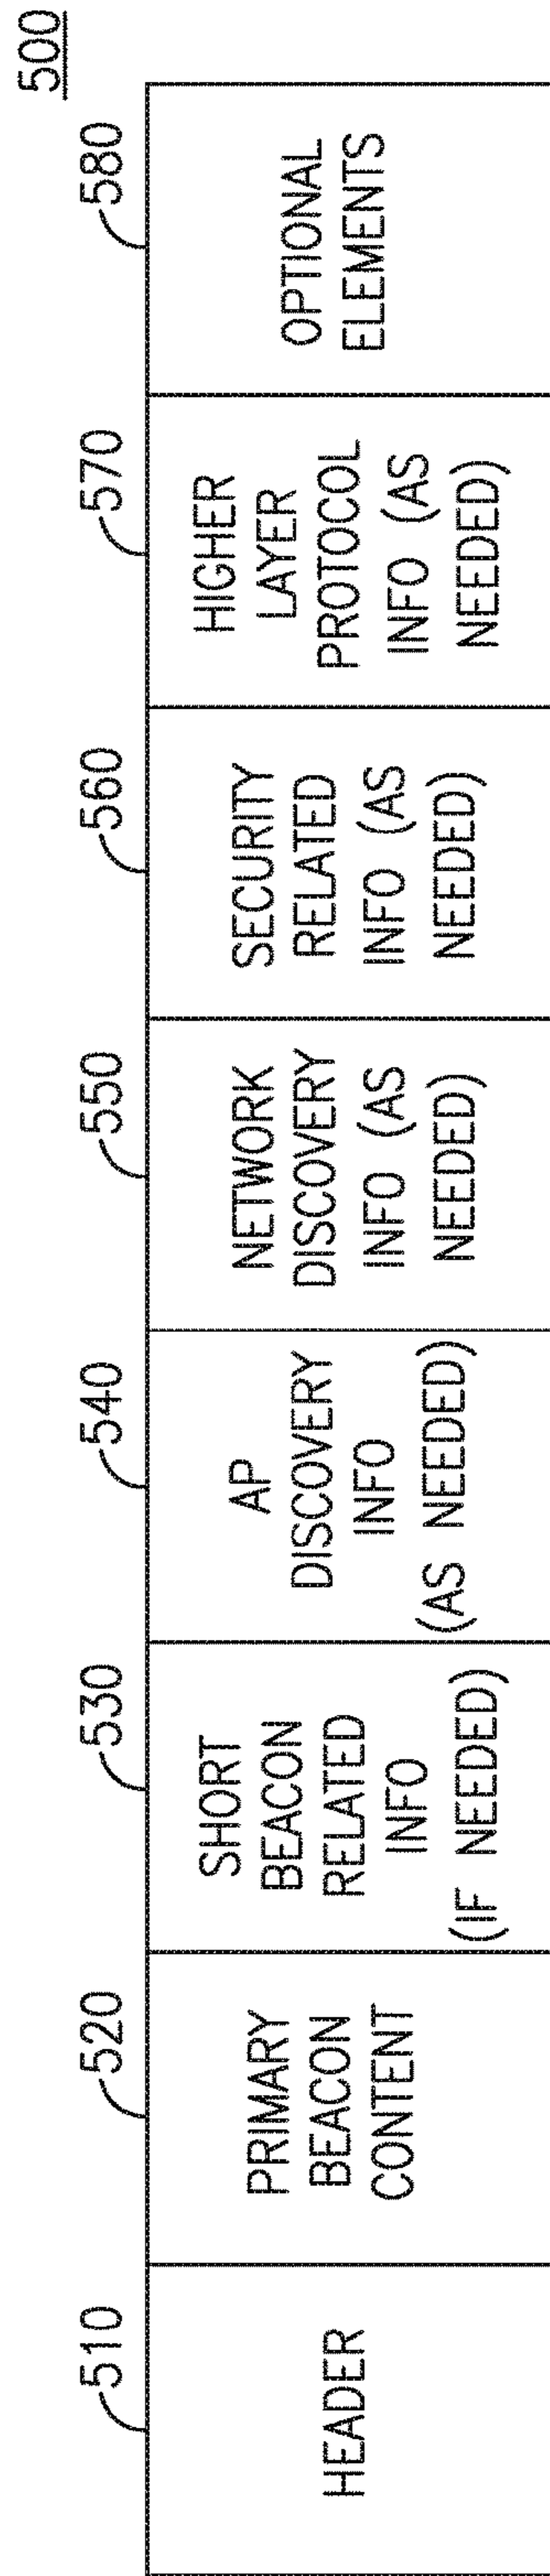 500
510
520
530
540
550
560
570
580
HEADER
PRIMARY
BEACON
CONTENT
SHORT
BEACON
RELATED
INFO
(IF NEEDED)
AP
DISCOVERY
INFO
(AS NEEDED)
NETWORK
DISCOVERY
INFO (AS
NEEDED)
SECURITY
RELATED
INFO (AS
NEEDED)
HIGHER
LAYER
PROTOCOL
INFO (AS
NEEDED)
OPTIONAL
ELEMENTS